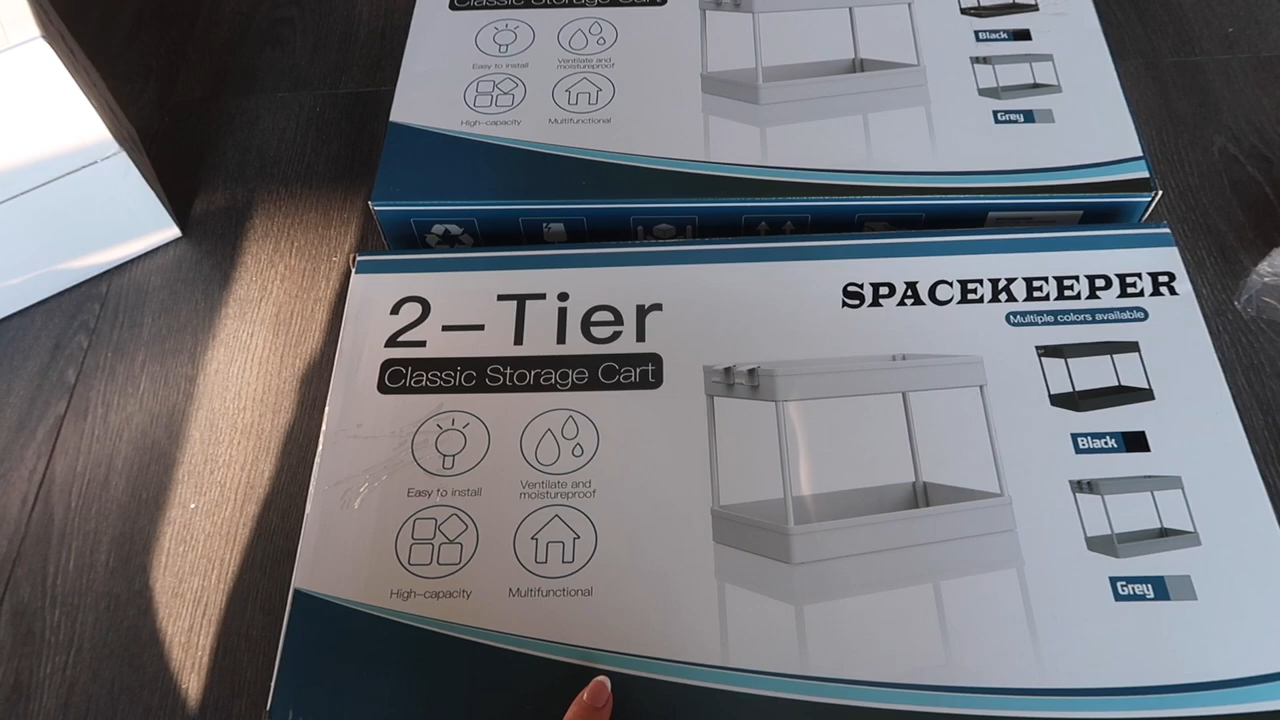 Classic Storage Cart
Easy to install
Ventilate and
moistureproof
High-capacity
Multifunctional
Black
Grey
2-Tier
Classic Storage Cart
Easy to install
Ventilate and
moistureproof
High-capacity
Multifunctional
SPACEKEEPER
Multiple colors available
Black
Grey